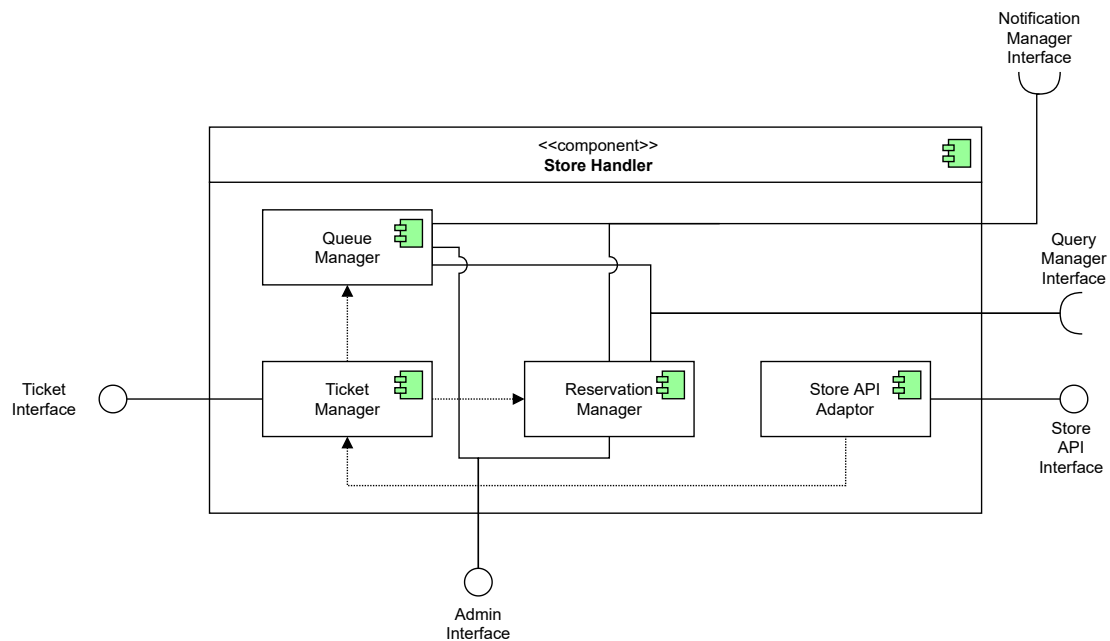 Notification
Manager
Interface
<<component>>
Store Handler
Queue
Manager
Query
Manager
Interface
Ticket
Interface
Ticket
Manager
Reservation
Manager
Store API
Adaptor
Store
API
Interface
Admin
Interface